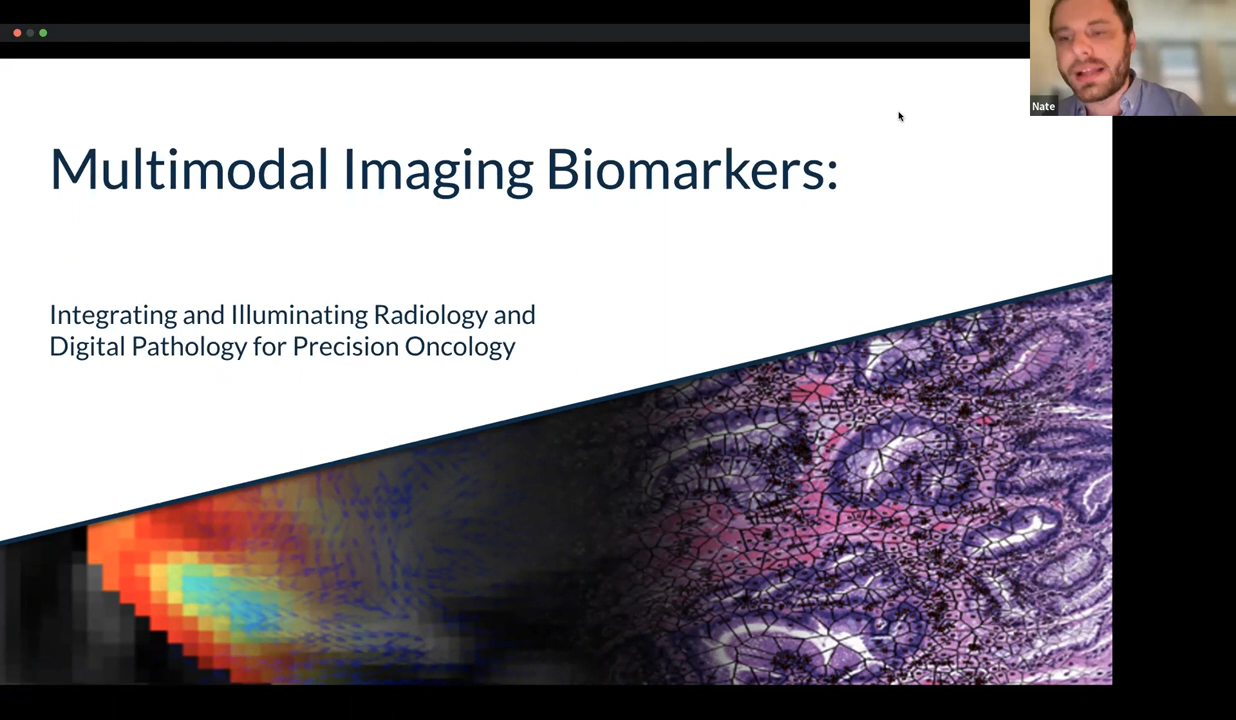 Nate
Multimodal Imaging Biomarkers:
Integrating and Illuminating Radiology and
Digital Pathology for Precision Oncology